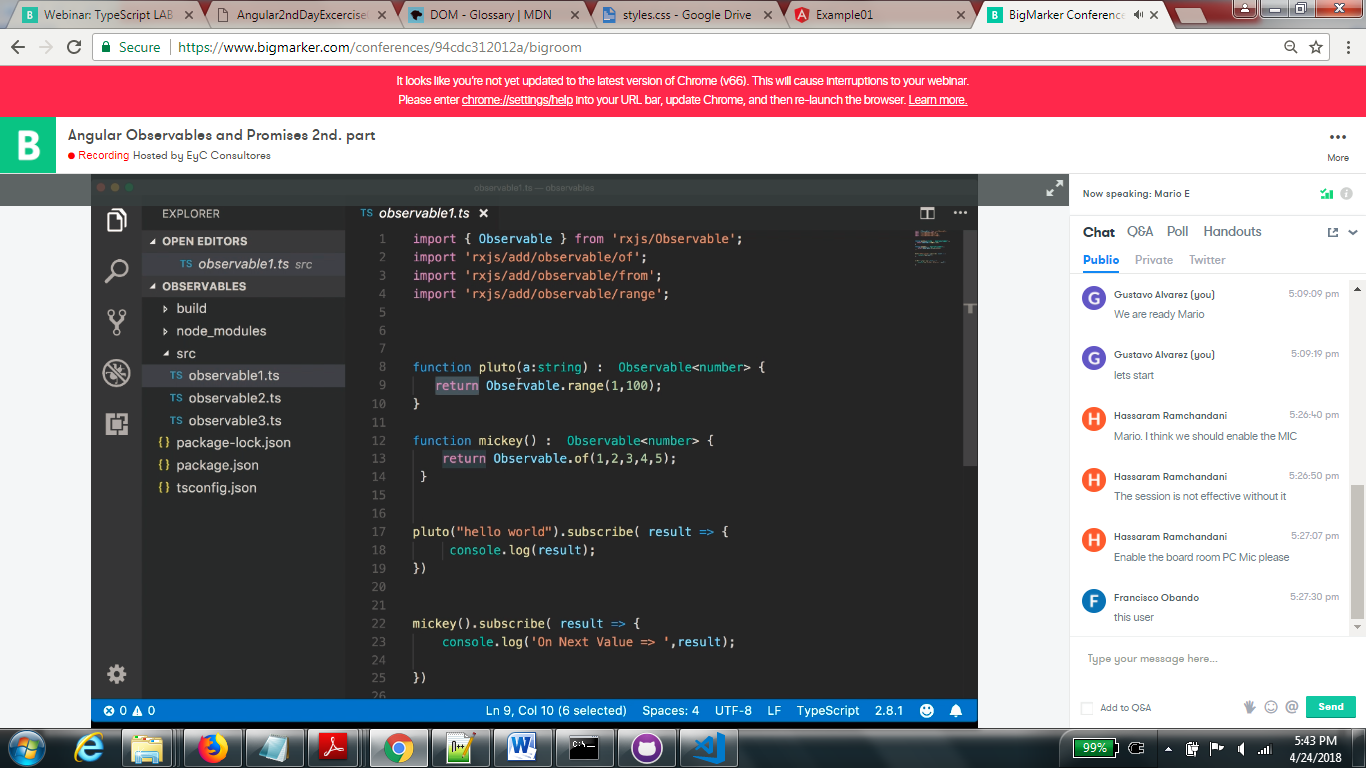 Webinar: TypeScript LAB
Angular2ndDayExcercise
DOM - Glossary | MDN
styles.css - Google Drive
Example01
BigMarker Conferenc
Secure
https://www.bigmarker.com/conferences/94cdc312012a/bigroom
It looks like you're not yet updated to the latest version of Chrome (v66). This will cause interruptions to your webinar.
Please enter chrome://settings/help into your URL bar, update Chrome, and then re-launch the browser. Learn more.
B
Angular Observables and Promises 2nd. part
Recording Hosted by EyC Consultores
More
observable1.ts — observables
EXPLORER
OPEN EDITORS
TS observable1.ts src
OBSERVABLES
build
node_modules
src
TS observable1.ts
TS observable2.ts
TS observable3.ts
{} package-lock.json
{} package.json
{} tsconfig.json
TS observable1.ts
1 import { Observable } from 'rxjs/Observable';
2 import 'rxjs/add/observable/of';
3 import 'rxjs/add/observable/from';
4 import 'rxjs/add/observable/range';
5
6
7
8 function pluto(a:string) : Observable<number> {
9 return Observable.range(1,100);
10 }
11
12 function mickey() : Observable<number> {
13 return Observable.of(1,2,3,4,5);
14 }
15
16
17 pluto("hello world").subscribe( result => {
18 console.log(result);
19 })
20
21
22 mickey().subscribe( result => {
23 console.log('On Next Value => ',result);
24
25 })
26
0 0
Ln 9, Col 10 (6 selected)
Spaces: 4
UTF-8
LF
TypeScript
2.8.1
Now speaking: Mario E
Chat
Q&A
Poll
Handouts
Public
Private
Twitter
G
Gustavo Alvarez (you)
5:09:09 pm
We are ready Mario
G
Gustavo Alvarez (you)
5:09:19 pm
lets start
H
Hassaram Ramchandani
5:26:40 pm
Mario. I think we should enable the MIC
H
Hassaram Ramchandani
5:26:50 pm
The session is not effective without it
H
Hassaram Ramchandani
5:27:07 pm
Enable the board room PC Mic please
F
Francisco Obando
5:27:30 pm
this user
Type your message here...
Add to Q&A
Send
99%
5:43 PM
4/24/2018